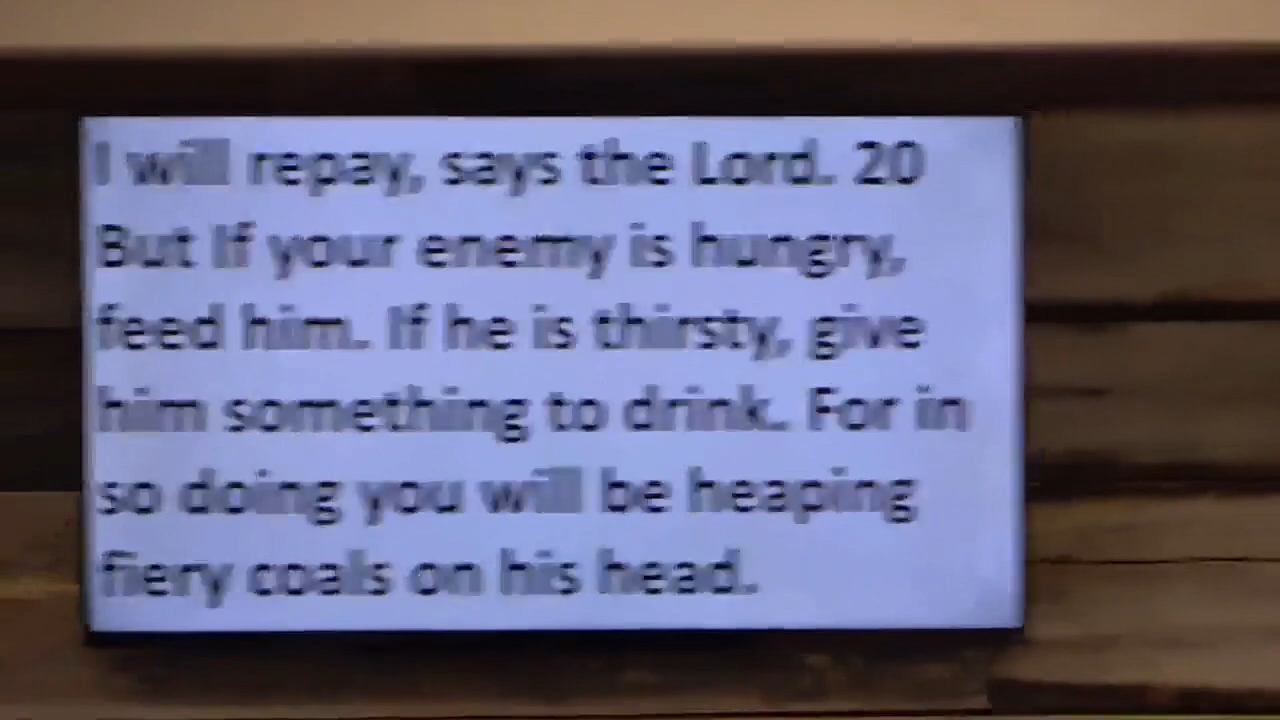 I will repay, says the Lord. 20
But If your enemy is hungry,
feed him. If he is thirsty, give
him something to drink. For in
so doing you will be heaping
fiery coals on his head.